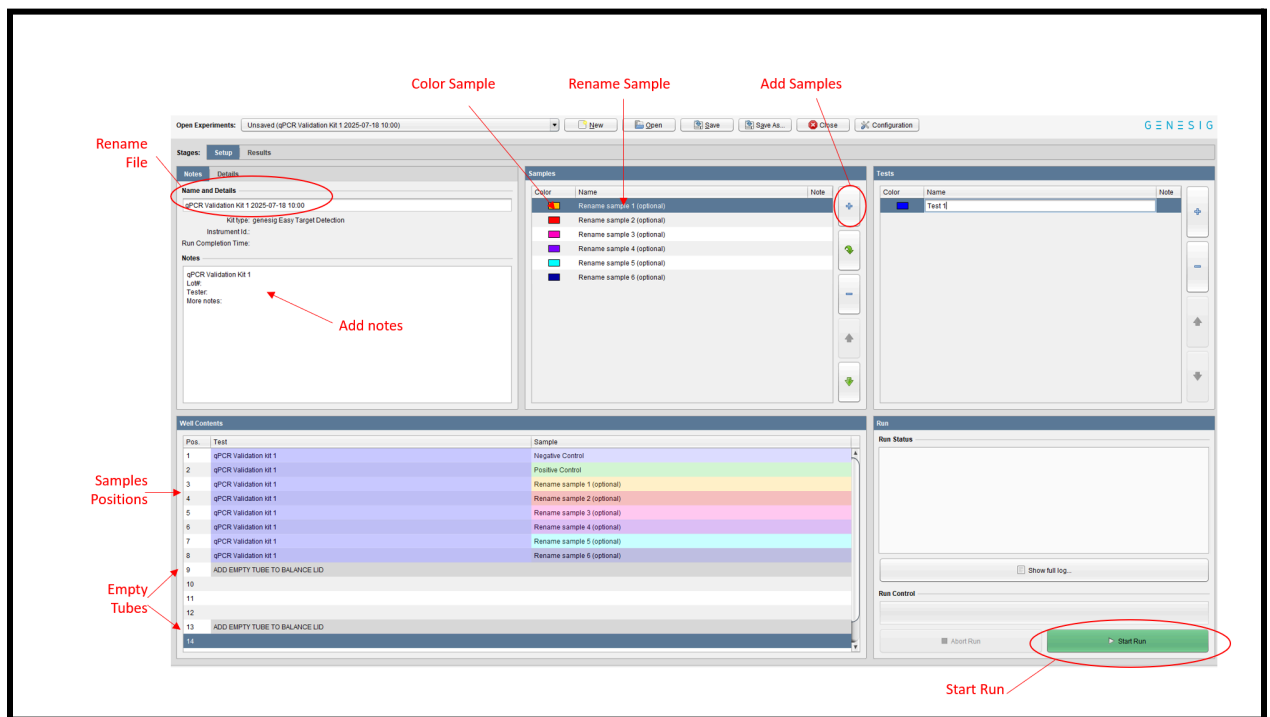 Color Sample
Rename Sample
Add Samples
Open Experiments:
Unsaved (qPCR Validation Kit 1 2025-07-18 10:00)
New
Open
Save
Save As...
Close
Configuration
GENESIG
Rename
File
Stages:
Setup
Results
Notes
Details
Name and Details
qPCR Validation Kit 1 2025-07-18 10:00
Kit type: genesig Easy Target Detection
Instrument Id.:
Run Completion Time:
Notes
qPCR Validation Kit 1
Lot#:
Tester:
More notes:
Add notes
Samples
Color Name Note
Rename sample 1 (optional)
Rename sample 2 (optional)
Rename sample 3 (optional)
Rename sample 4 (optional)
Rename sample 5 (optional)
Rename sample 6 (optional)
Tests
Color Name Note
Test 1
Well Contents
Pos. Test Sample
1 qPCR Validation kit 1 Negative Control
2 qPCR Validation kit 1 Positive Control
3 qPCR Validation kit 1 Rename sample 1 (optional)
4 qPCR Validation kit 1 Rename sample 2 (optional)
5 qPCR Validation kit 1 Rename sample 3 (optional)
6 qPCR Validation kit 1 Rename sample 4 (optional)
7 qPCR Validation kit 1 Rename sample 5 (optional)
8 qPCR Validation kit 1 Rename sample 6 (optional)
9 ADD EMPTY TUBE TO BALANCE LID
10
11
12
13 ADD EMPTY TUBE TO BALANCE LID
14
Samples
Positions
Empty
Tubes
Run
Run Status
Show full log...
Run Control
Abort Run
Start Run
Start Run